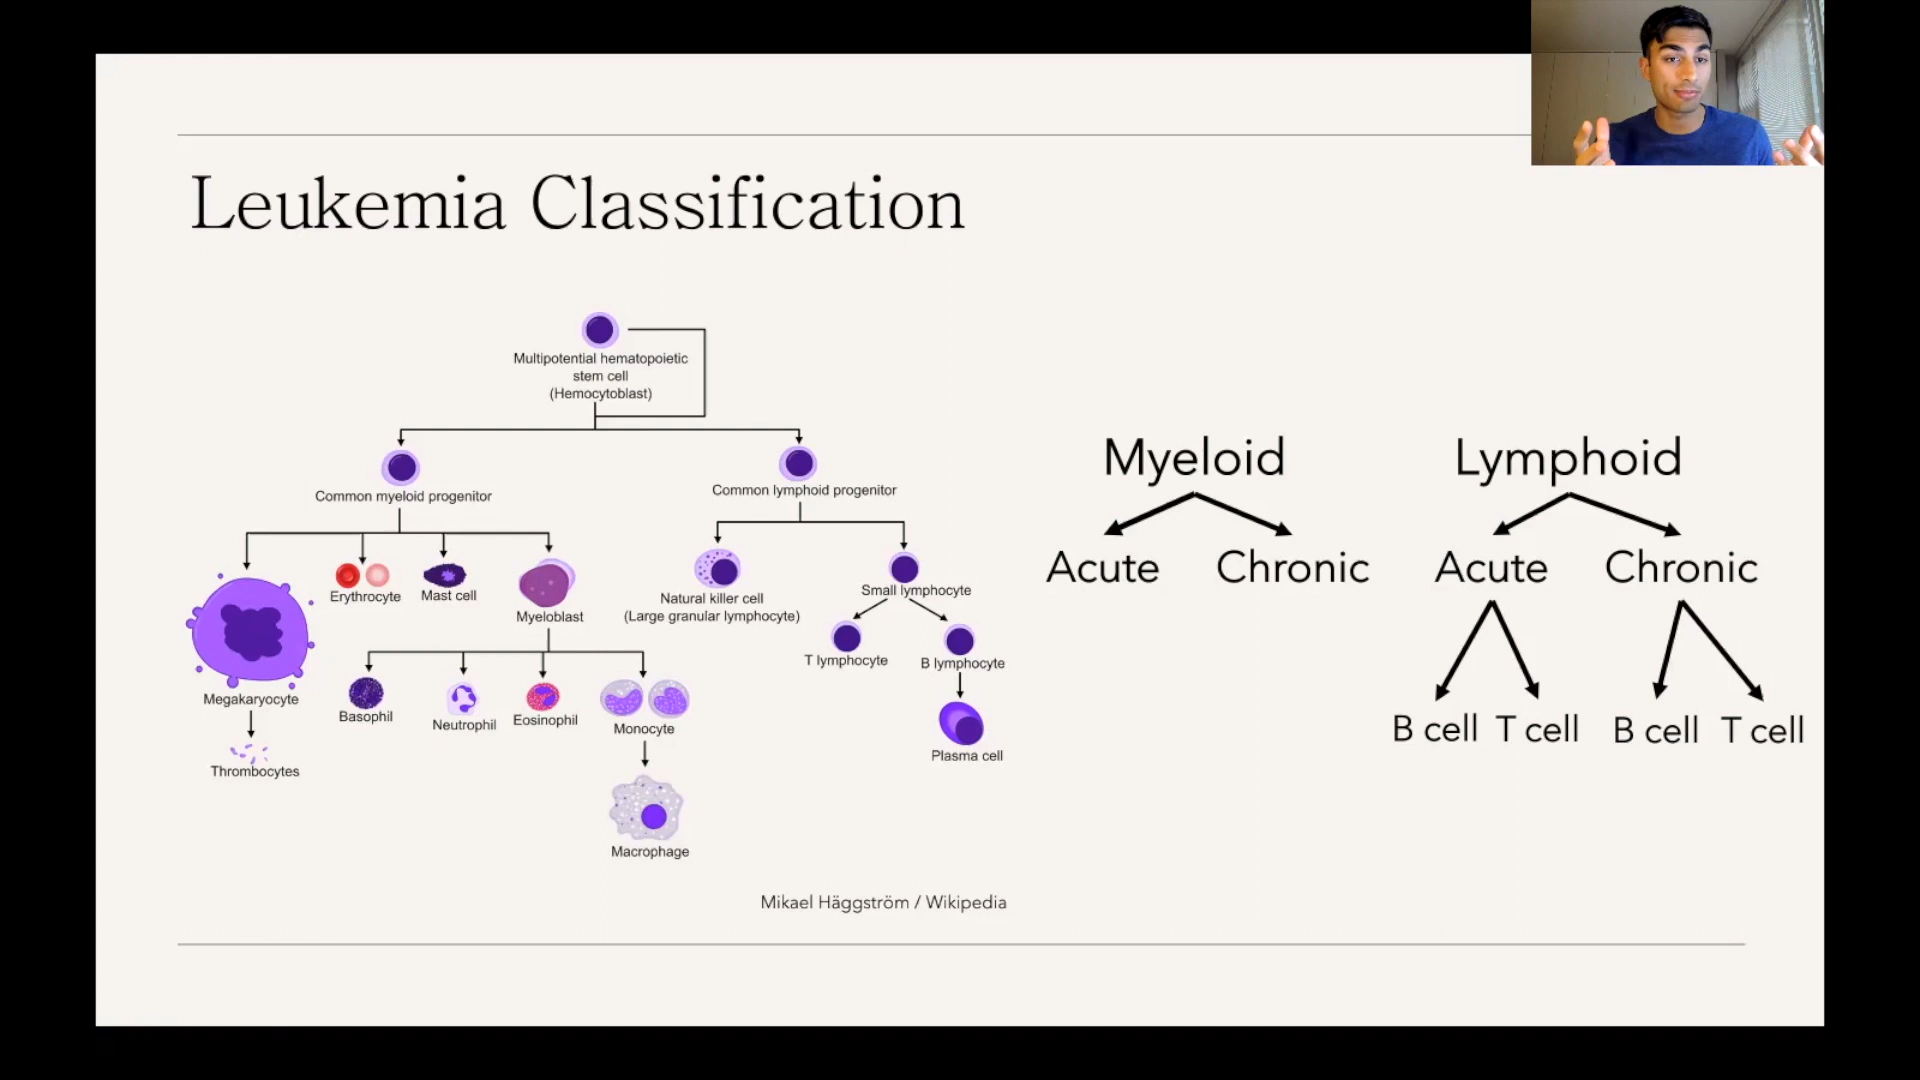 Leukemia Classification
Multipotential hematopoietic
stem cell
(Hemocytoblast)
Common myeloid progenitor
Common lymphoid progenitor
Erythrocyte
Mast cell
Myeloblast
Natural killer cell
(Large granular lymphocyte)
Small lymphocyte
T lymphocyte
B lymphocyte
Megakaryocyte
Basophil
Neutrophil
Eosinophil
Monocyte
Plasma cell
Thrombocytes
Macrophage
Mikael Häggström / Wikipedia
Myeloid
Acute Chronic
Lymphoid
Acute Chronic
B cell T cell B cell T cell